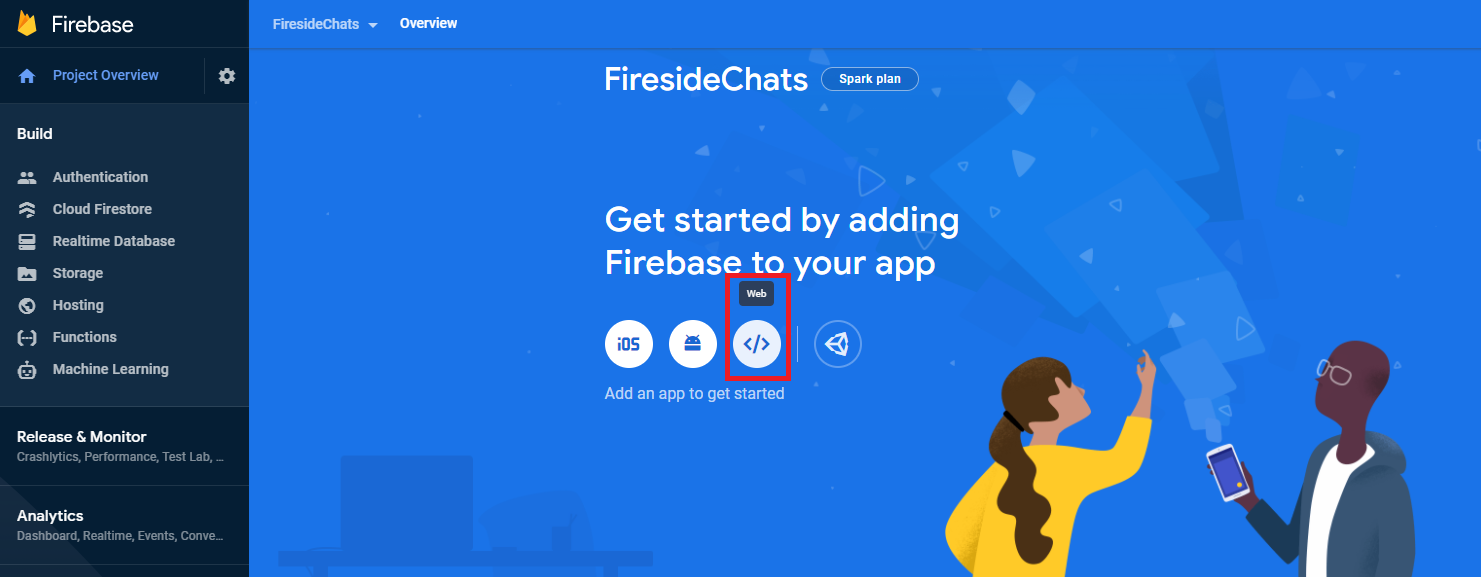 Firebase
FiresideChats
Overview
Project Overview
FiresideChats
Spark plan
Build
Authentication
Cloud Firestore
Realtime Database
Storage
Hosting
Functions
Machine Learning
Release & Monitor
Crashlytics, Performance, Test Lab, ...
Analytics
Dashboard, Realtime, Events, Conve...
Get started by adding
Firebase to your app
Web
iOS
</>
Add an app to get started